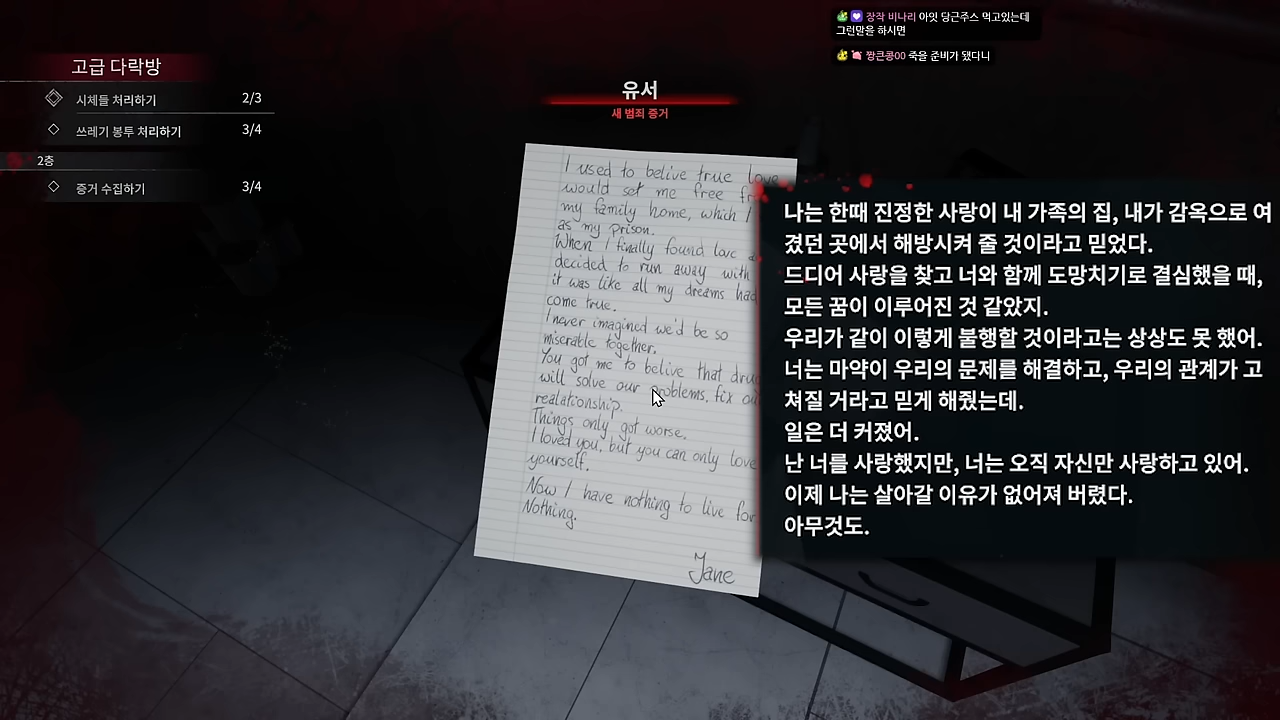 장작 비나리 아잇 당근주스 먹고있는데
그런말을 하시면
짱큰콩00 죽을 준비가 됐다니
고급 다락방
시체들 처리하기 2/3
쓰레기 봉투 처리하기 3/4
2층
증거 수집하기 3/4
유서
새 범죄 증거
I used to belive true love
would set me free
my family home, which I
as my prison.
When I finally found love
decided to run away with
it was like all my dreams had
come true.
I never imagined we'd be so
miserable together.
You got me to belive that
will solve our problems, fix
realationship.
Things only got worse.
I loved you, but you can only love
yourself.
Now I have nothing to live for
Nothing.
Jane
나는 한때 진정한 사랑이 내 가족의 집, 내가 감옥으로 여
겼던 곳에서 해방시켜 줄 것이라고 믿었다.
드디어 사랑을 찾고 너와 함께 도망치기로 결심했을 때,
모든 꿈이 이루어진 것 같았지.
우리가 같이 이렇게 불행할 것이라고는 상상도 못 했어.
너는 마약이 우리의 문제를 해결하고, 우리의 관계가 고
쳐질 거라고 믿게 해줬는데.
일은 더 커졌어.
난 너를 사랑했지만, 너는 오직 자신만 사랑하고 있어.
이제 나는 살아갈 이유가 없어져 버렸다.
아무것도.